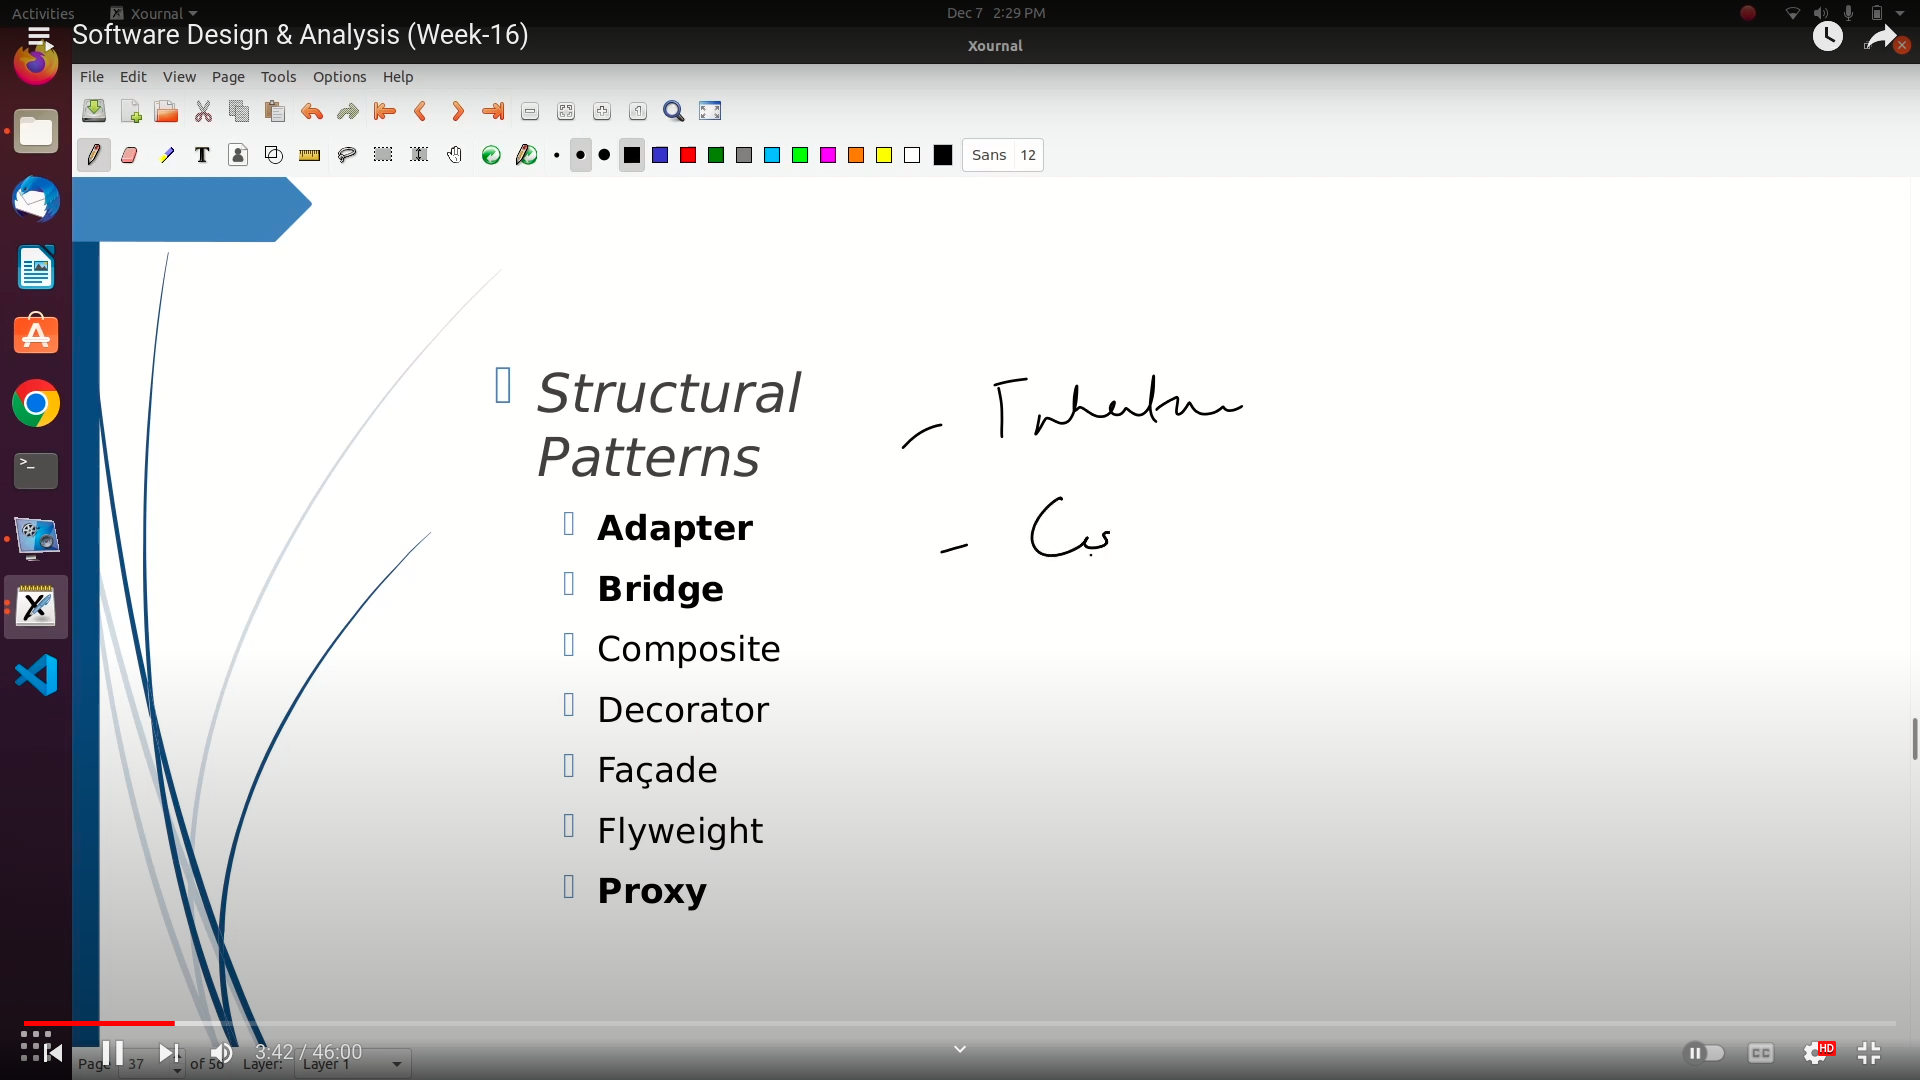 Activities Xournal Dec 7 2:29 PM
Software Design & Analysis (Week-16)
Xournal
File Edit View Page Tools Options Help
Sans 12
Structural
Patterns
Adapter
Bridge
Composite
Decorator
Façade
Flyweight
Proxy
3:42 / 46:00
CC
HD
Page 37 of 56 Layer: Layer 1